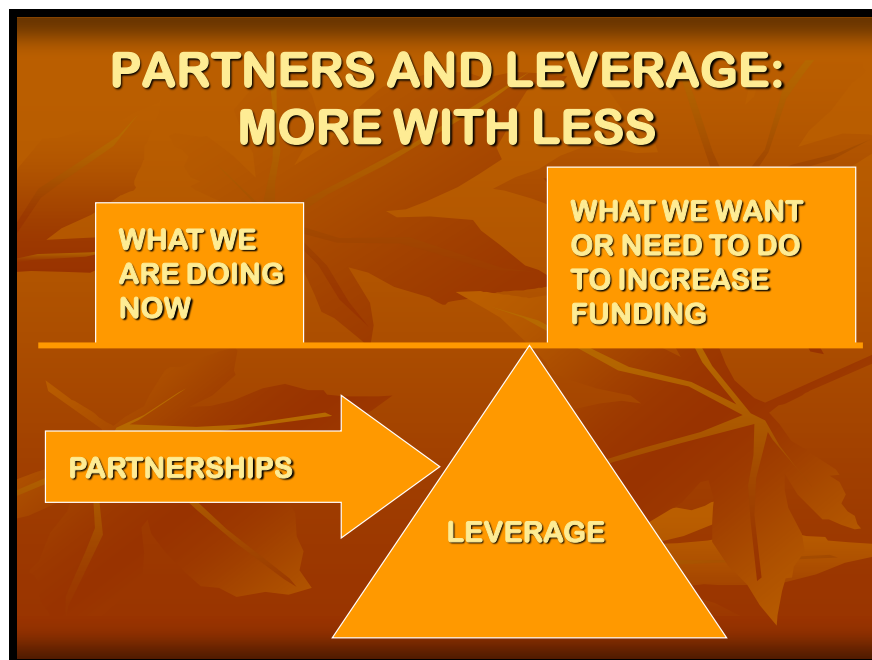 PARTNERS AND LEVERAGE:
MORE WITH LESS
WHAT WE
ARE DOING
NOW
WHAT WE WANT
OR NEED TO DO
TO INCREASE
FUNDING
PARTNERSHIPS
LEVERAGE